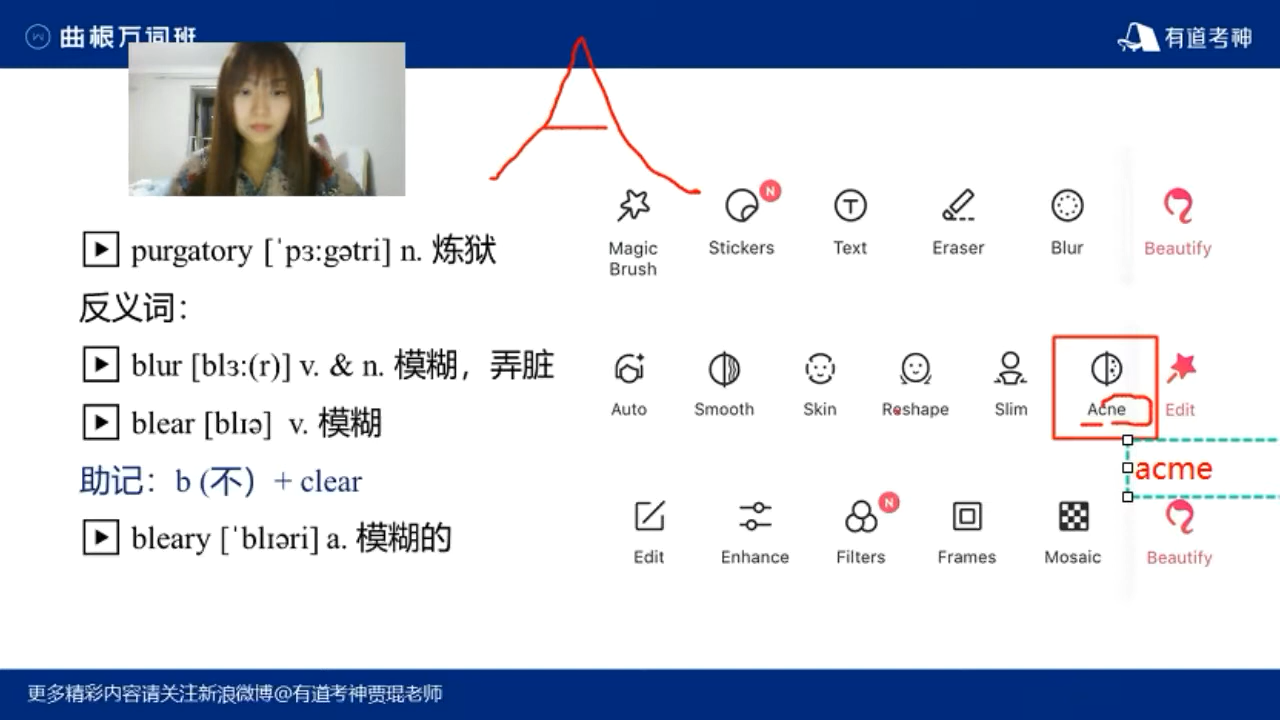 曲根万词班
有道考神
purgatory [ˈpɜ:gətri] n. 炼狱
反义词：
blur [blɜ:(r)] v. & n. 模糊，弄脏
blear [blɪə] v. 模糊
助记：b (不）+ clear
bleary [ˈblɪəri] a. 模糊的
A
Magic Brush
Stickers
N
Text
Eraser
Blur
Beautify
Auto
Smooth
Skin
Reshape
Slim
Acne
Edit
acme
Edit
Enhance
Filters
N
Frames
Mosaic
Beautify
更多精彩内容请关注新浪微博@有道考神贾琨老师